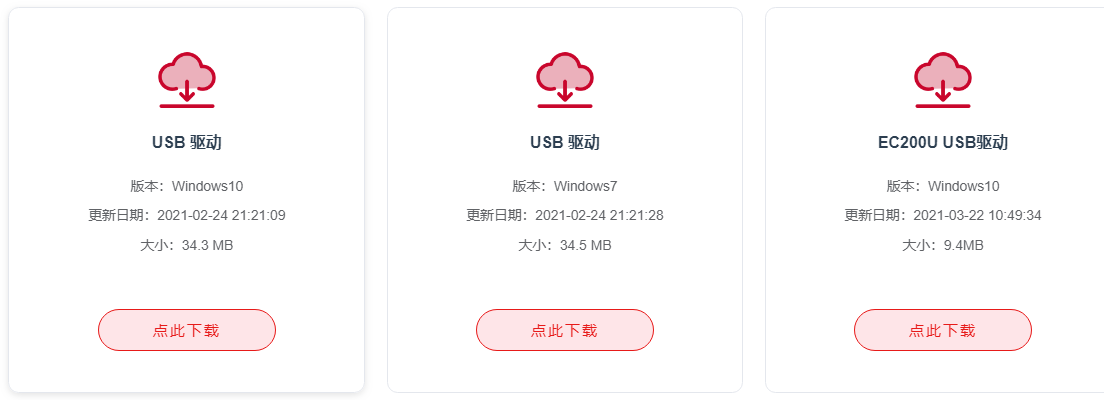 USB 驱动
版本：Windows10
更新日期：2021-02-24 21:21:09
大小：34.3 MB
点此下载
USB 驱动
版本：Windows7
更新日期：2021-02-24 21:21:28
大小：34.5 MB
点此下载
EC200U USB驱动
版本：Windows10
更新日期：2021-03-22 10:49:34
大小：9.4MB
点此下载